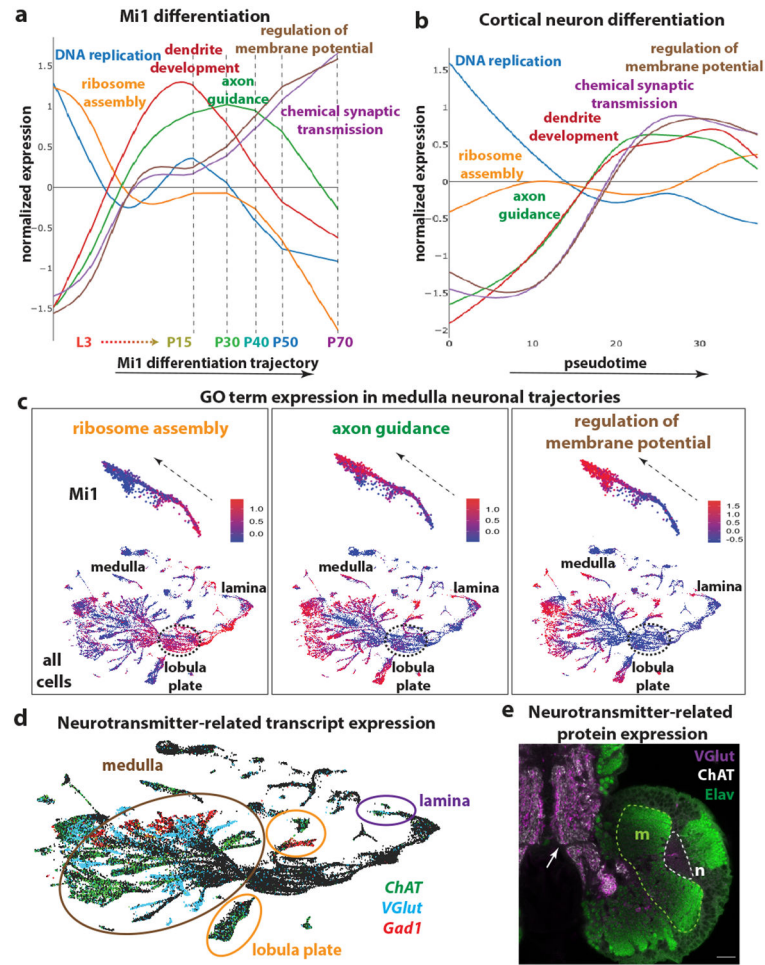 a
Mi1 differentiation
regulation of
membrane potential
DNA replication
dendrite
development
ribosome
assembly
axon
guidance
chemical synaptic
transmission
normalized expression
1.5
1
0.5
0
−0.5
−1
−1.5
L3
P15
P30
P40
P50
P70
Mi1 differentiation trajectory
b
Cortical neuron differentiation
DNA replication
regulation of
membrane potential
chemical synaptic
transmission
dendrite
development
ribosome
assembly
axon
guidance
normalized expression
1.5
1
0.5
0
−0.5
−1
−1.5
−2
0
10
20
30
pseudotime
c
GO term expression in medulla neuronal trajectories
ribosome assembly
Mi1
1.0
0.5
0.0
medulla
lamina
all
cells
lobula
plate
axon guidance
1.0
0.5
0.0
medulla
lamina
lobula
plate
regulation of
membrane potential
1.5
1.0
0.5
0.0
-0.5
medulla
lamina
lobula
plate
d
Neurotransmitter-related transcript expression
medulla
lamina
ChAT
VGlut
Gad1
lobula plate
e
Neurotransmitter-related
protein expression
VGlut
ChAT
Elav
m
n